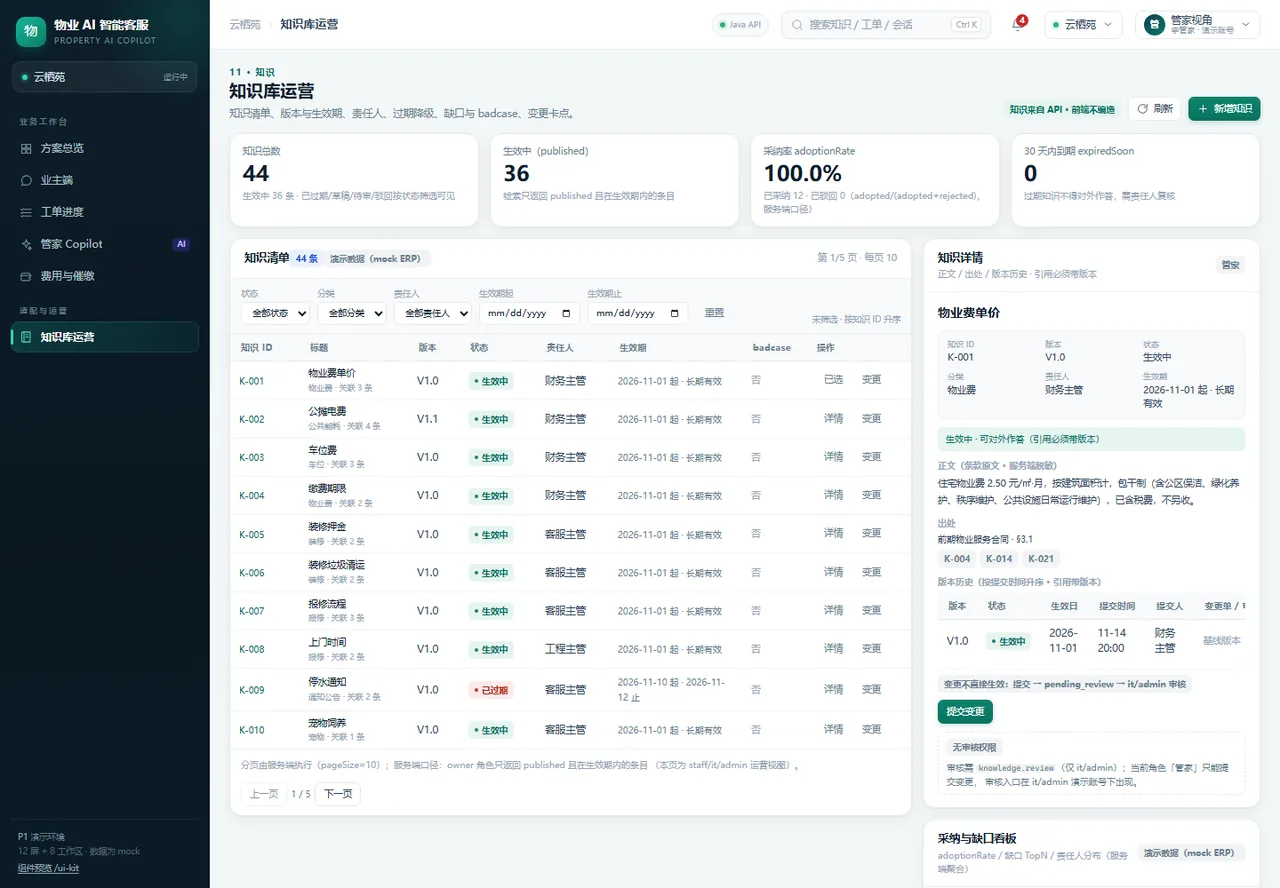 物
物业 AI 智能客服
PROPERTY AI COPILOT
云栖苑
运行中
业务工作台
方案总览
业主端
工单进度
管家 Copilot
AI
费用与催缴
适配与运营
知识库运营
P1 演示环境
12 屏 + 8 工作区 · 数据为 mock
组件预览 /ui-kit
云栖苑
知识库运营
Java API
搜索知识 / 工单 / 会话
Ctrl K
4
云栖苑
管
管家视角
李管家 · 演示账号
11 • 知识
知识库运营
知识清单、版本与生效期、责任人、过期降级、缺口与 badcase、变更卡点。
知识来自 API • 前端不编造
刷新
新增知识
知识总数
44
生效中 36 条 · 已过期/草稿/待审/驳回按状态筛选可见
生效中（published）
36
检索只返回 published 且在生效期内的条目
采纳率 adoptionRate
100.0%
已采纳 12 · 已驳回 0（adopted/(adopted+rejected)，
服务端口径）
30 天内到期 expiredSoon
0
过期知识不得对外作答，需责任人复核
知识清单
44 条
演示数据（mock ERP）
第 1/5 页 · 每页 10
状态
分类
责任人
生效期起
生效期止
全部状态
全部分类
全部责任人
mm/dd/yyyy
mm/dd/yyyy
重置
未筛选 · 按知识 ID 升序
知识 ID 标题 版本 状态 责任人 生效期 badcase 操作
K-001 物业费单价 V1.0 • 生效中 财务主管 2026-11-01 起 · 长期有效 否 已选 变更
物业费 · 关联 3 条
K-002 公摊电费 V1.1 • 生效中 财务主管 2026-11-01 起 · 长期有效 否 详情 变更
公共能耗 · 关联 4 条
K-003 车位费 V1.0 • 生效中 财务主管 2026-11-01 起 · 长期有效 否 详情 变更
车位 · 关联 3 条
K-004 缴费期限 V1.0 • 生效中 财务主管 2026-11-01 起 · 长期有效 否 详情 变更
物业费 · 关联 2 条
K-005 装修押金 V1.0 • 生效中 客服主管 2026-11-01 起 · 长期有效 否 详情 变更
装修 · 关联 2 条
K-006 装修垃圾清运 V1.0 • 生效中 客服主管 2026-11-01 起 · 长期有效 否 详情 变更
装修 · 关联 2 条
K-007 报修流程 V1.0 • 生效中 客服主管 2026-11-01 起 · 长期有效 否 详情 变更
报修 · 关联 3 条
K-008 上门时间 V1.0 • 生效中 工程主管 2026-11-01 起 · 长期有效 否 详情 变更
报修 · 关联 2 条
K-009 停水通知 V1.0 • 已过期 客服主管 2026-11-10 起 · 2026-11-12 止 否 详情 变更
通知公告 · 关联 2 条
K-010 宠物饲养 V1.0 • 生效中 客服主管 2026-11-01 起 · 长期有效 否 详情 变更
宠物 · 关联 1 条
分页由服务端执行（pageSize=10）；服务端口径：owner 角色只返回 published 且在生效期内的条目 （本页为 staff/it/admin 运营视图）。
上一页
1 / 5
下一页
知识详情
正文 / 出处 / 版本历史 · 引用必须带版本
管家
物业费单价
知识 ID 版本 状态
K-001 V1.0 生效中
分类 责任人 生效期
物业费 财务主管 2026-11-01 起 · 长期
有效
生效中 · 可对外作答（引用必须带版本）
正文（条款原文 • 服务端脱敏）
住宅物业费 2.50 元/㎡·月，按建筑面积计，包干制（含公区保洁、绿化养
护、秩序维护、公共设施日常运行维护），已含税费，不另收。
出处
前期物业服务合同 · §3.1
K-004 K-014 K-021
版本历史（按提交时间升序 • 引用带版本）
版本 状态 生效日 提交时间 提交人 变更单 /
V1.0 • 生效中 2026-11-01 11-14 20:00 财务主管 基线版本
变更不直接生效：提交 → pending_review → it/admin 审核
提交变更
无审核权限
审核需 knowledge.review （仅 it/admin）；当前角色「管家」只能
提交变更， 审核入口在 it/admin 演示账号下出现。
采纳与缺口看板
adoptionRate / 缺口 TopN / 责任人分布（服务
端聚合）
演示数据（mock ERP）